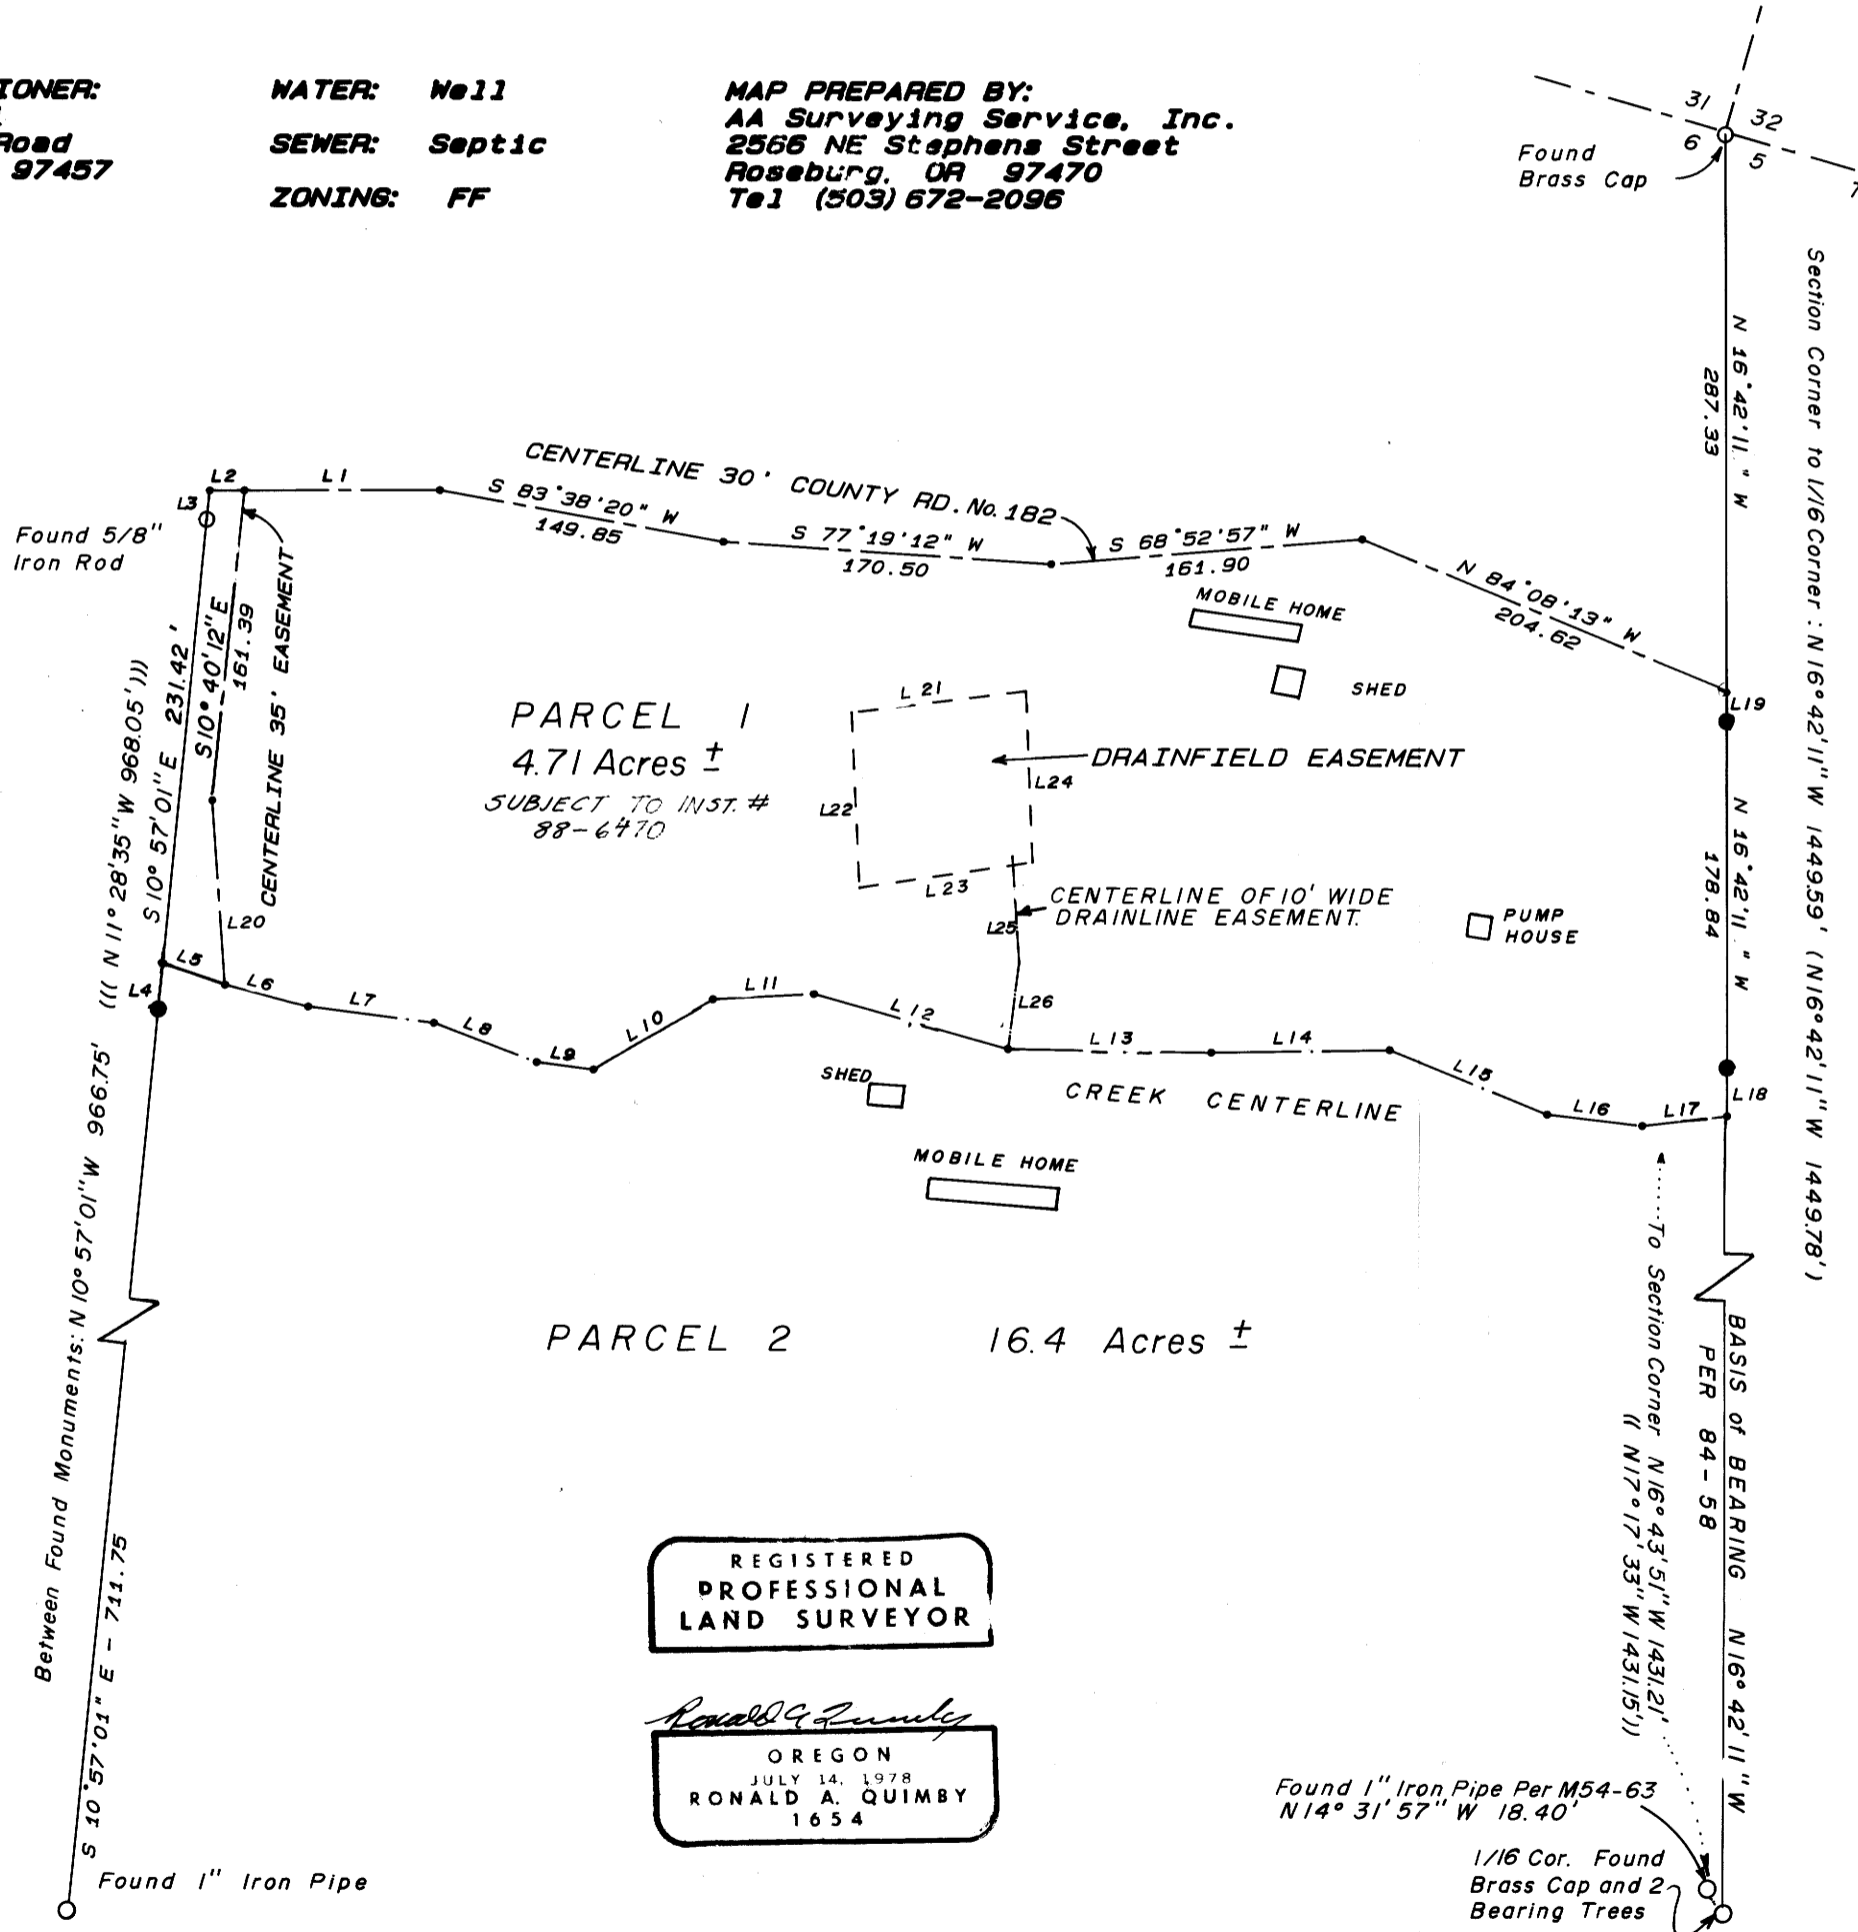 IONER:
Road
97457
WATER: Well
SEWER: Septic
ZONING: FF
MAP PREPARED BY:
AA Surveying Service, Inc.
2566 NE Stephens Street
Roseburg, OR 97470
Tel (503) 672-2096
31 32
6 5
Found
Brass Cap
N 16°42'11." W
287.33
Section Corner to 1/16 Corner : N 16° 42' 11" W 1449.59' (N16° 42' 11" W 1449.78')
L2
L1
L3
Found 5/8"
Iron Rod
CENTERLINE 30' COUNTY RD. No. 182
S 83°38'20" W
149.85
S 77°19'12" W
170.50
S 68°52'57" W
161.90
N 84°08'13" W
204.62
MOBILE HOME
SHED
L19
S10°40'12"E
161.39
CENTERLINE 35' EASEMENT
S10° 57'01"E 231.42'
((( N 11° 28'35"W 968.05')))
PARCEL 1
4.71 Acres ±
SUBJECT TO INST. #
88-6470
L 21
L22
L23
L24
DRAINFIELD EASEMENT
CENTERLINE OF 10' WIDE
DRAINLINE EASEMENT.
L25
L26
PUMP
HOUSE
N 16°42'11." W
178.84
L20
L5
L4
L6
L7
L8
L9
L10
L11
L12
L13
L14
L15
L16
L17
L18
SHED
CREEK CENTERLINE
MOBILE HOME
PARCEL 2 16.4 Acres ±
Between Found Monuments: N 10° 57'01"W 966.75'
S 10°57'01" E - 711.75
Found 1" Iron Pipe
To Section Corner N16° 43' 51" W 1431.21'
(( N17° 17' 33" W 1431.15'))
BASIS of BEARING N16° 42' 11" W
PER 84-58
REGISTERED
PROFESSIONAL
LAND SURVEYOR
Ronald A Quimby
OREGON
JULY 14, 1978
RONALD A. QUIMBY
1654
Found 1" Iron Pipe Per M54-63
N14° 31' 57" W 18.40'
1/16 Cor. Found
Brass Cap and 2
Bearing Trees